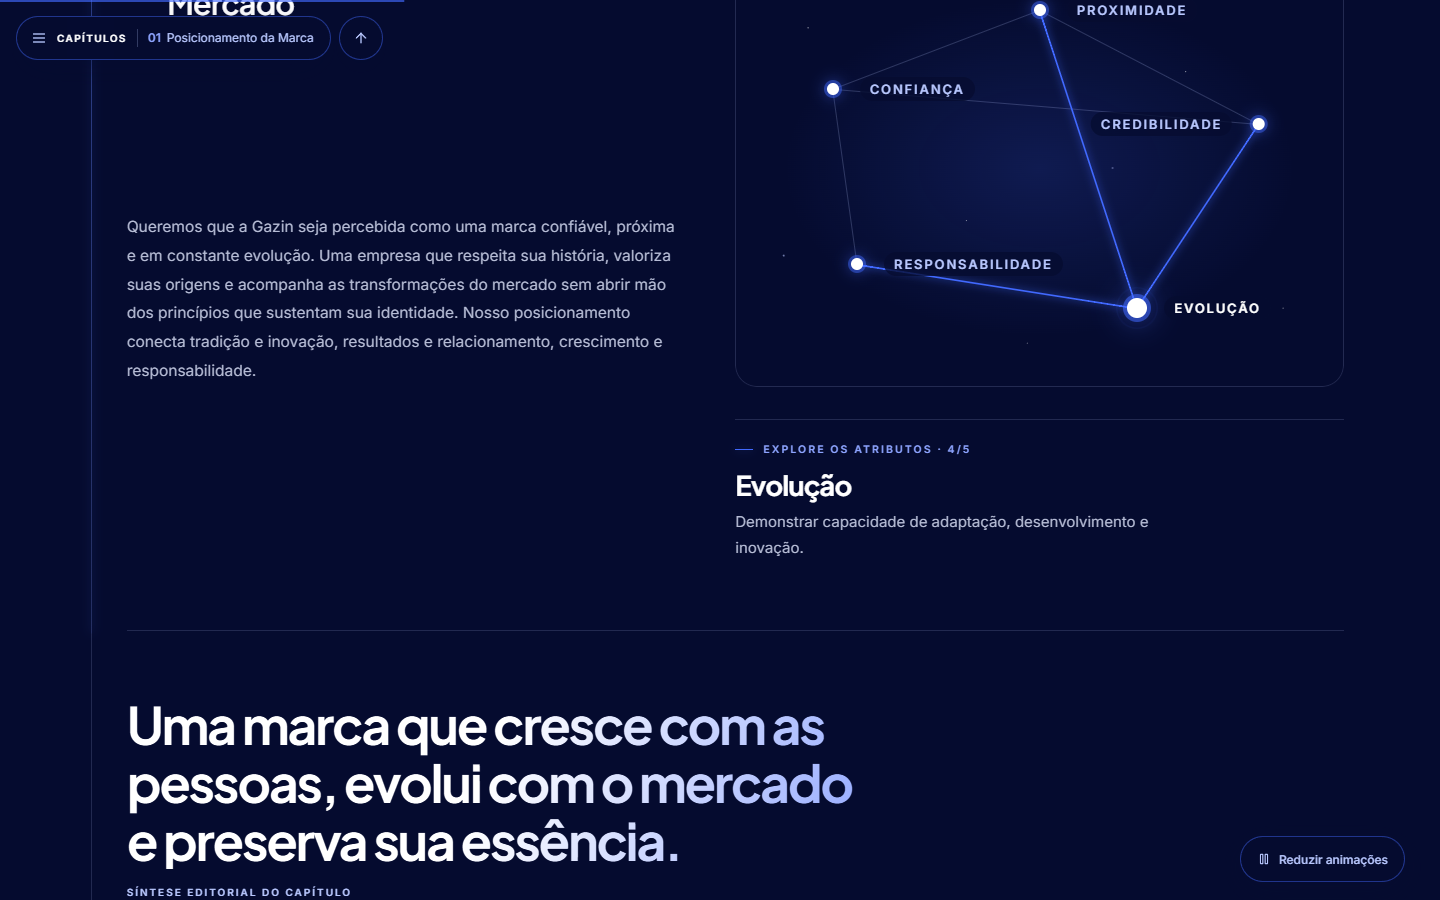 Mercado
CAPÍTULOS
01 Posicionamento da Marca
PROXIMIDADE
CONFIANÇA
CREDIBILIDADE
RESPONSABILIDADE
EVOLUÇÃO
Queremos que a Gazin seja percebida como uma marca confiável, próxima
e em constante evolução. Uma empresa que respeita sua história, valoriza
suas origens e acompanha as transformações do mercado sem abrir mão
dos princípios que sustentam sua identidade. Nosso posicionamento
conecta tradição e inovação, resultados e relacionamento, crescimento e
responsabilidade.
EXPLORE OS ATRIBUTOS · 4/5
Evolução
Demonstrar capacidade de adaptação, desenvolvimento e
inovação.
Uma marca que cresce com as
pessoas, evolui com o mercado
e preserva sua essência.
SÍNTESE EDITORIAL DO CAPÍTULO
Reduzir animações